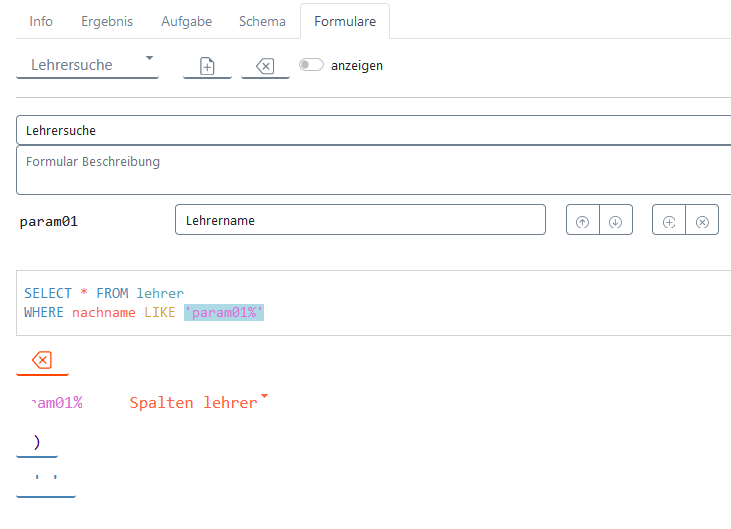 Info Ergebnis Aufgabe Schema Formulare
Lehrersuche anzeigen
Lehrersuche
Formular Beschreibung
param01 Lehrername
SELECT * FROM lehrer
WHERE nachname LIKE 'param01%'
ram01% Spalten lehrer
)
' '